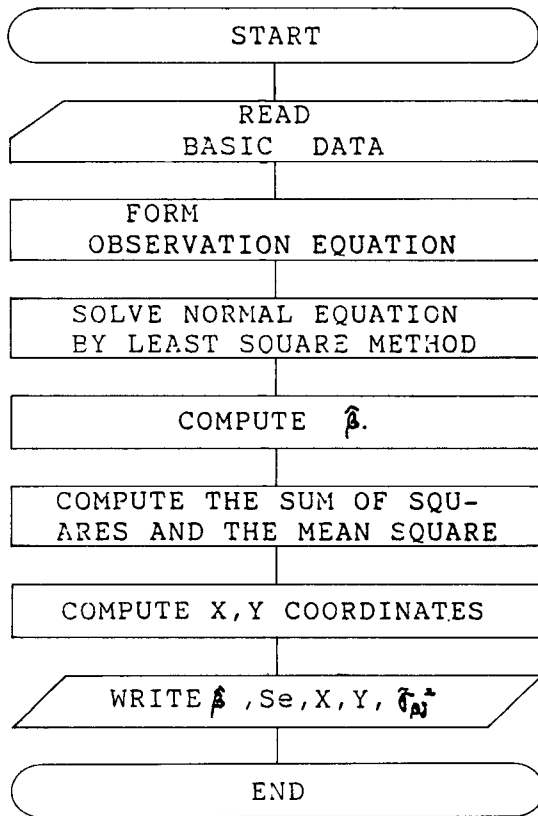 START
READ
BASIC DATA
FORM
OBSERVATION EQUATION
SOLVE NORMAL EQUATION
BY LEAST SQUARE METHOD
COMPUTE β̂.
COMPUTE THE SUM OF SQU-
ARES AND THE MEAN SQUARE
COMPUTE X,Y COORDINATES
WRITE β̂ ,Se,X,Y,
END